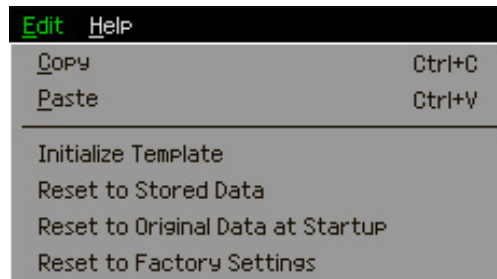 Edit Help
Copy Ctrl+C
Paste Ctrl+V
Initialize Template
Reset to Stored Data
Reset to Original Data at Startup
Reset to Factory Settings